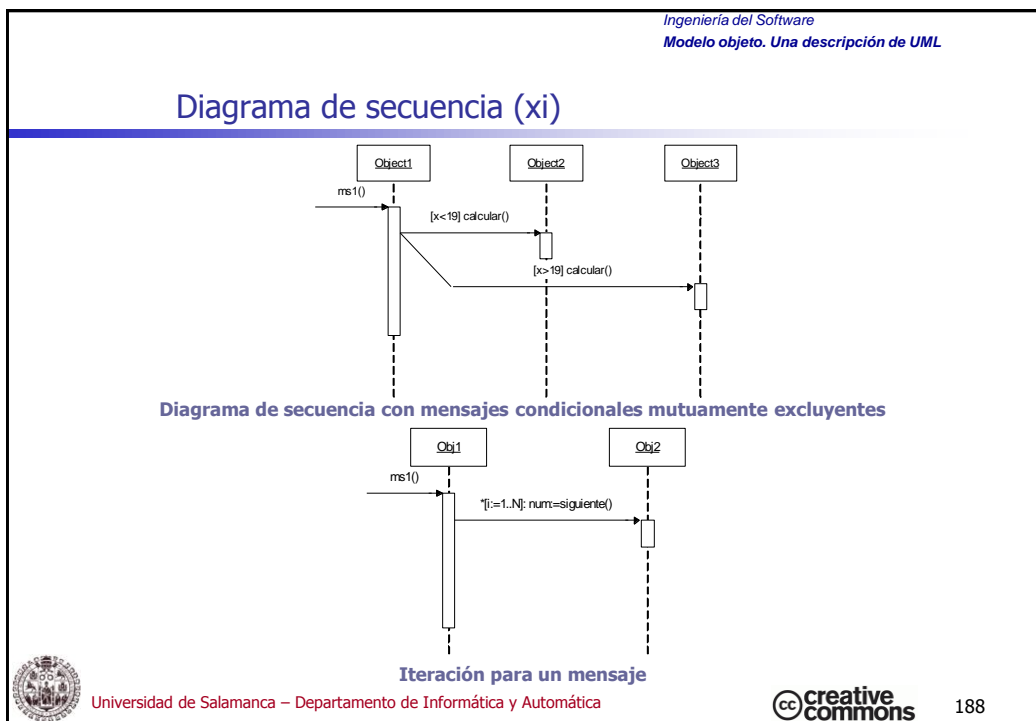 Ingeniería del Software
Modelo objeto. Una descripción de UML
Diagrama de secuencia (xi)
Object1
Object2
Object3
ms1()
[x<19] calcular()
[x>19] calcular()
Diagrama de secuencia con mensajes condicionales mutuamente excluyentes
Obj1
Obj2
ms1()
*[i:=1..N]: num:=siguiente()
Iteración para un mensaje
Universidad de Salamanca – Departamento de Informática y Automática
cc creative commons
188